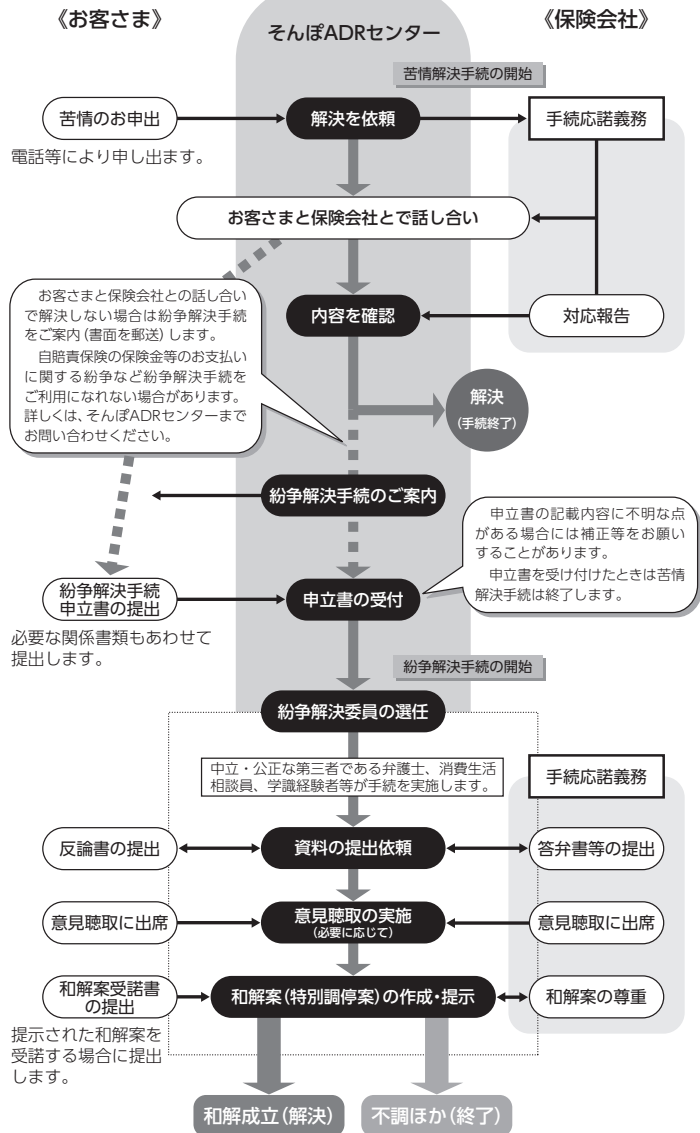 《お客さま》
そんぽADRセンター
《保険会社》
苦情解決手続の開始
苦情のお申出
解決を依頼
手続応諾義務
電話等により申し出ます。
お客さまと保険会社とで話し合い
お客さまと保険会社との話し合い
で解決しない場合は紛争解決手続
をご案内(書面を郵送)します。
自賠責保険の保険金等のお支払い
に関する紛争など紛争解決手続を
ご利用になれない場合があります。
詳しくは、そんぽADRセンターまで
お問い合わせください。
内容を確認
対応報告
解決
(手続終了)
紛争解決手続のご案内
申立書の記載内容に不明な点
がある場合には補正等をお願い
することがあります。
申立書を受け付けたときは苦情
解決手続は終了します。
紛争解決手続
申立書の提出
申立書の受付
必要な関係書類もあわせて
提出します。
紛争解決手続の開始
紛争解決委員の選任
中立・公正な第三者である弁護士、消費生活
相談員、学識経験者等が手続を実施します。
手続応諾義務
反論書の提出
資料の提出依頼
答弁書等の提出
意見聴取に出席
意見聴取の実施
(必要に応じて)
意見聴取に出席
和解案受諾書
の提出
和解案(特別調停案)の作成・提示
和解案の尊重
提示された和解案を
受諾する場合に提出
します。
和解成立(解決)
不調ほか(終了)